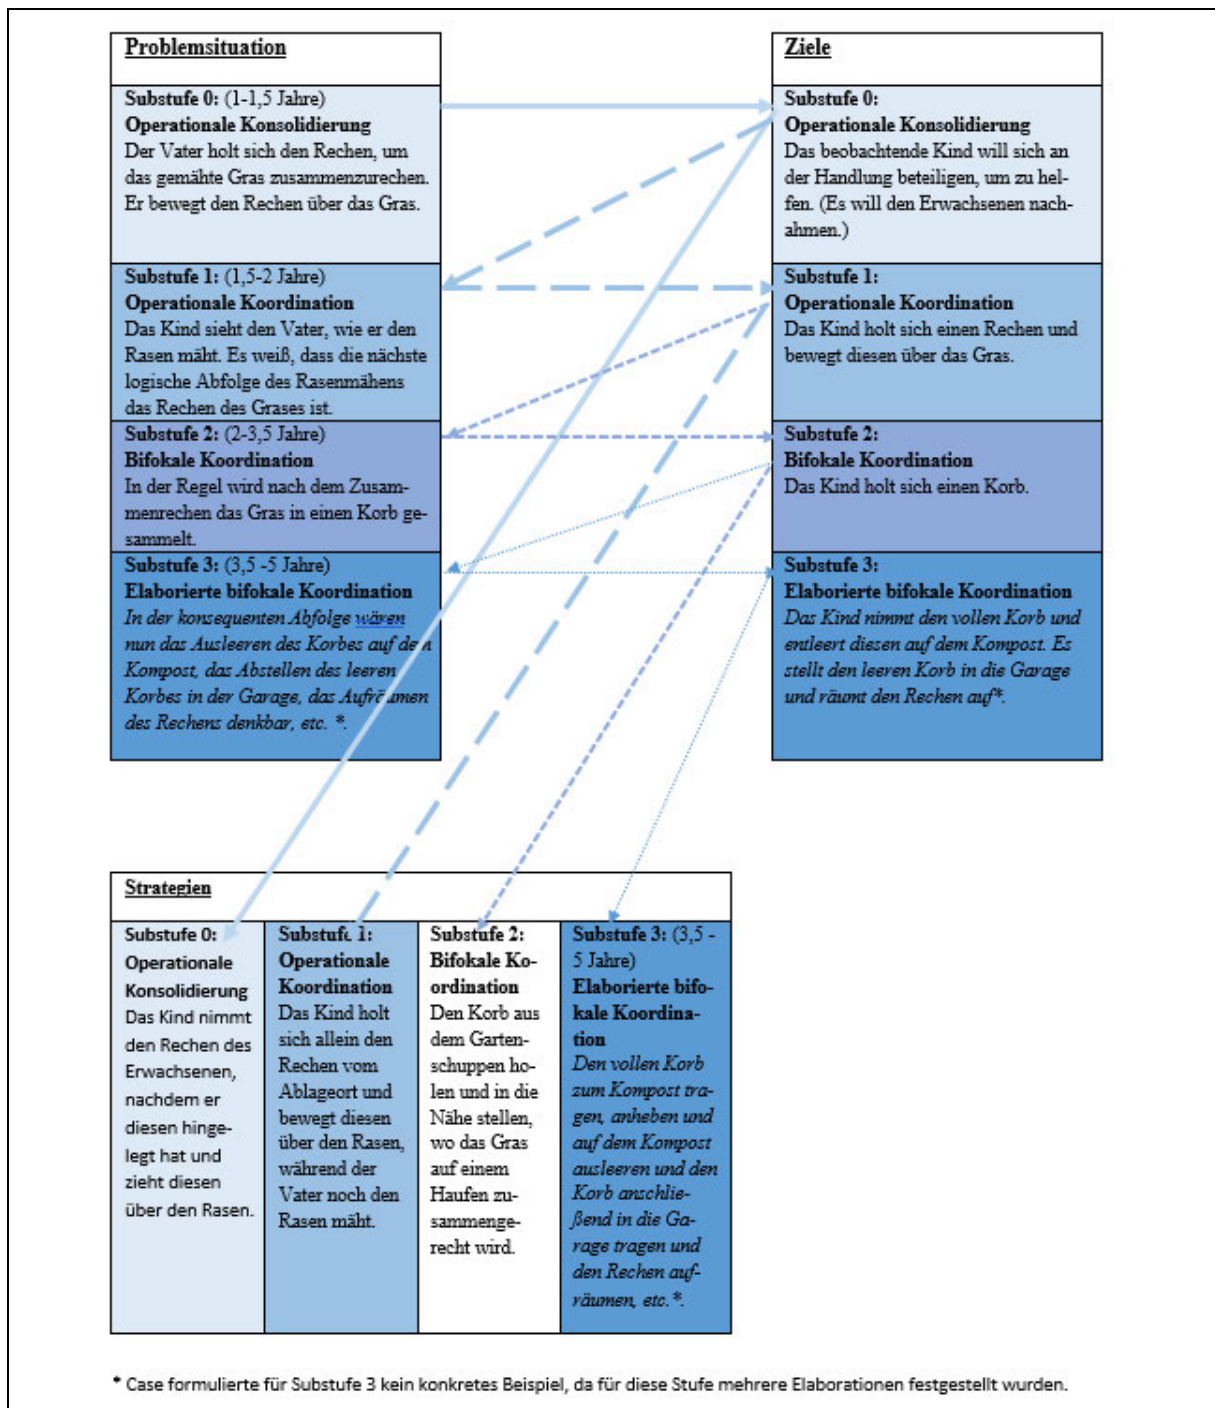 Problemsituation
Substufe 0: (1-1,5 Jahre)
Operationale Konsolidierung
Der Vater holt sich den Rechen, um
das gemähte Gras zusammenzurechen.
Er bewegt den Rechen über das Gras.
Substufe 1: (1,5-2 Jahre)
Operationale Koordination
Das Kind sieht den Vater, wie er den
Rasen mäht. Es weiß, dass die nächste
logische Abfolge des Rasenmähens
das Rechen des Grases ist.
Substufe 2: (2-3,5 Jahre)
Bifokale Koordination
In der Regel wird nach dem Zusam-
menrechen das Gras in einen Korb ge-
sammelt.
Substufe 3: (3,5 -5 Jahre)
Elaborierte bifokale Koordination
In der konsequenten Abfolge wären
nun das Ausleeren des Korbes auf dem
Kompost, das Abstellen des leeren
Korbes in der Garage, das Aufräumen
des Rechens denkbar, etc. *.
Ziele
Substufe 0:
Operationale Konsolidierung
Das beobachtende Kind will sich an
der Handlung beteiligen, um zu hel-
fen. (Es will den Erwachsenen nach-
ahmen.)
Substufe 1:
Operationale Koordination
Das Kind holt sich einen Rechen und
bewegt diesen über das Gras.
Substufe 2:
Bifokale Koordination
Das Kind holt sich einen Korb.
Substufe 3:
Elaborierte bifokale Koordination
Das Kind nimmt den vollen Korb und
entleert diesen auf dem Kompost. Es
stellt den leeren Korb in die Garage
und räumt den Rechen auf*.
Strategien
Substufe 0:
Operationale
Konsolidierung
Das Kind nimmt
den Rechen des
Erwachsenen,
nachdem er
diesen hinge-
legt hat und
zieht diesen
über den Rasen.
Substufe 1:
Operationale
Koordination
Das Kind holt
sich allein den
Rechen vom
Ablageort und
bewegt diesen
über den Rasen,
während der
Vater noch den
Rasen mäht.
Substufe 2:
Bifokale Ko-
ordination
Den Korb aus
dem Garten-
schuppen ho-
len und in die
Nähe stellen,
wo das Gras
auf einem
Haufen zu-
sammenge-
recht wird.
Substufe 3: (3,5 -
5 Jahre)
Elaborierte bifo-
kale Koordina-
tion
Den vollen Korb
zum Kompost tra-
gen, anheben und
auf dem Kompost
ausleeren und den
Korb anschlie-
ßend in die Ga-
rage tragen und
den Rechen auf-
räumen, etc.*.
* Case formulierte für Substufe 3 kein konkretes Beispiel, da für diese Stufe mehrere Elaborationen festgestellt wurden.